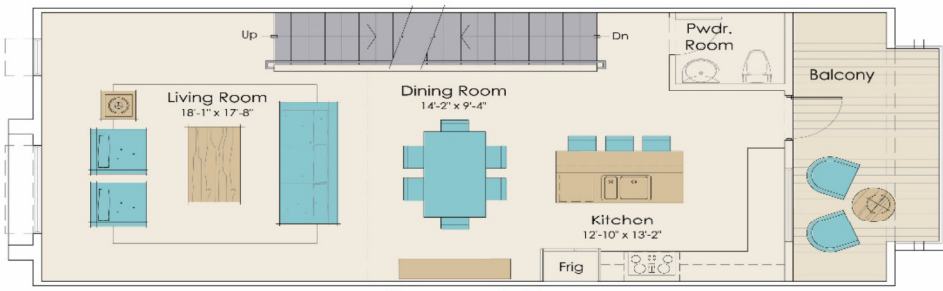 Up
Dn
Pwdr.
Room
Balcony
Living Room
18'-1" x 17'-8"
Dining Room
14'-2" x 9'-4"
Kitchen
12'-10" x 13'-2"
Frig